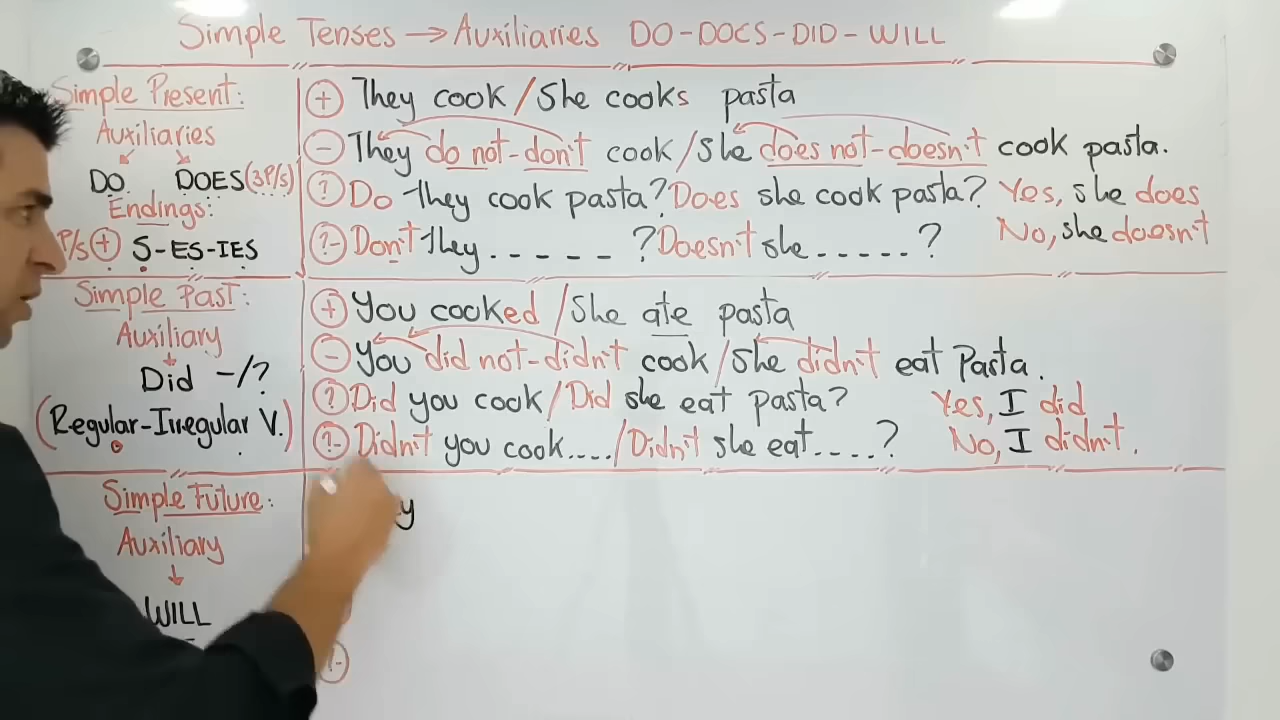 Simple Tenses → Auxiliaries DO-DOCS-DID-WILL
Simple Present:
Auxiliaries
DO DOES (3P/s)
Endings:
P/s + S-ES-IES
+ They cook / She cooks pasta
- They do not-don't cook / she does not-doesn't cook pasta.
? Do they cook pasta? Does she cook pasta? Yes, she does
?- Don't they - - - - - ? Doesn't she - - - - - ? No, she doesn't
Simple Past:
Auxiliary
Did -/?
(Regular-Irregular V.)
+ You cooked / She ate pasta
- You did not-didn't cook / she didn't eat Pasta.
? Did you cook / Did she eat pasta? Yes, I did
?- Didn't you cook.... / Didn't she eat....? No, I didn't.
Simple Future:
Auxiliary
WILL
?-